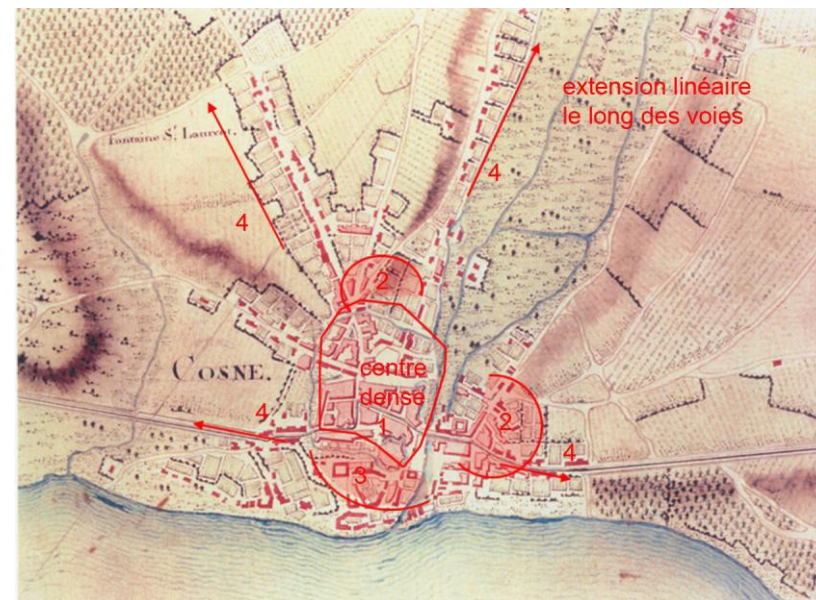 extension linéaire
le long des voies
Fontaine St. Laurent.
4
4
2
COSNE.
centre
dense
1
2
4
4
3